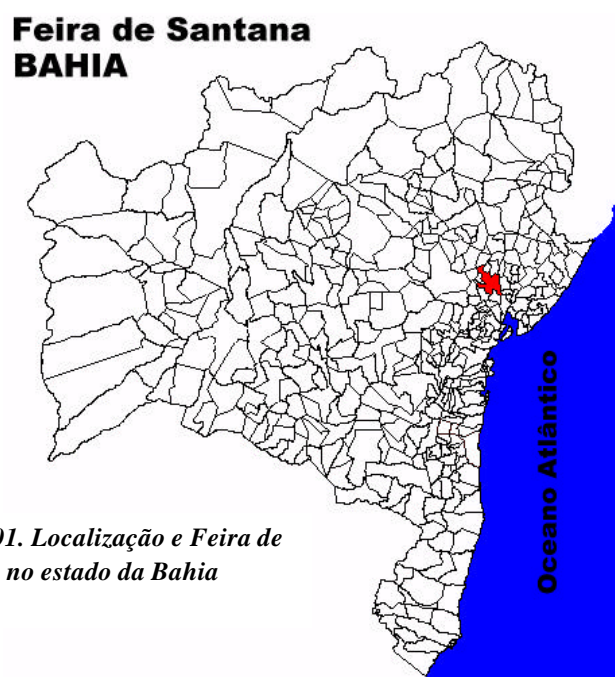 Feira de Santana
BAHIA
Oceano Atlântico
01. Localização e Feira de
no estado da Bahia